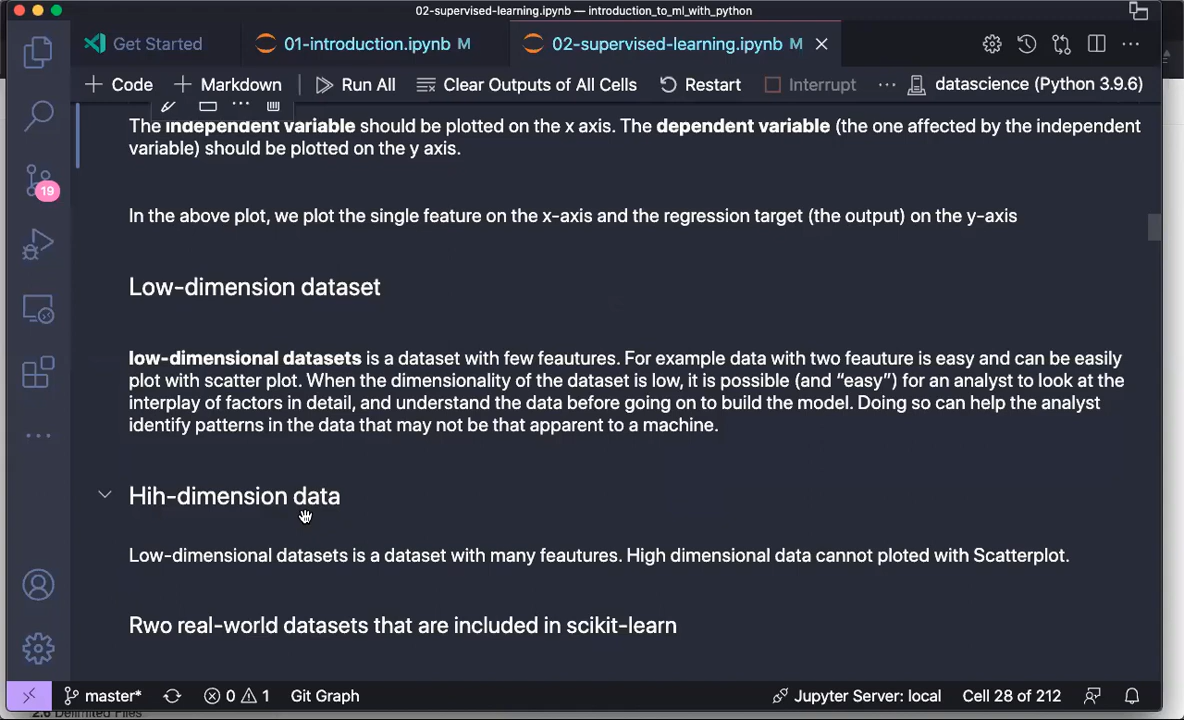 02-supervised-learning.ipynb — introduction_to_ml_with_python
Get Started
01-introduction.ipynb M
02-supervised-learning.ipynb M
Code
Markdown
Run All
Clear Outputs of All Cells
Restart
Interrupt
datascience (Python 3.9.6)
The independent variable should be plotted on the x axis. The dependent variable (the one affected by the independent
variable) should be plotted on the y axis.
19
In the above plot, we plot the single feature on the x-axis and the regression target (the output) on the y-axis
Low-dimension dataset
low-dimensional datasets is a dataset with few feautures. For example data with two feauture is easy and can be easily
plot with scatter plot. When the dimensionality of the dataset is low, it is possible (and “easy”) for an analyst to look at the
interplay of factors in detail, and understand the data before going on to build the model. Doing so can help the analyst
identify patterns in the data that may not be that apparent to a machine.
Hih-dimension data
Low-dimensional datasets is a dataset with many feautures. High dimensional data cannot ploted with Scatterplot.
Rwo real-world datasets that are included in scikit-learn
master*
0
1
Git Graph
Jupyter Server: local
Cell 28 of 212
2.6 Delimited Files